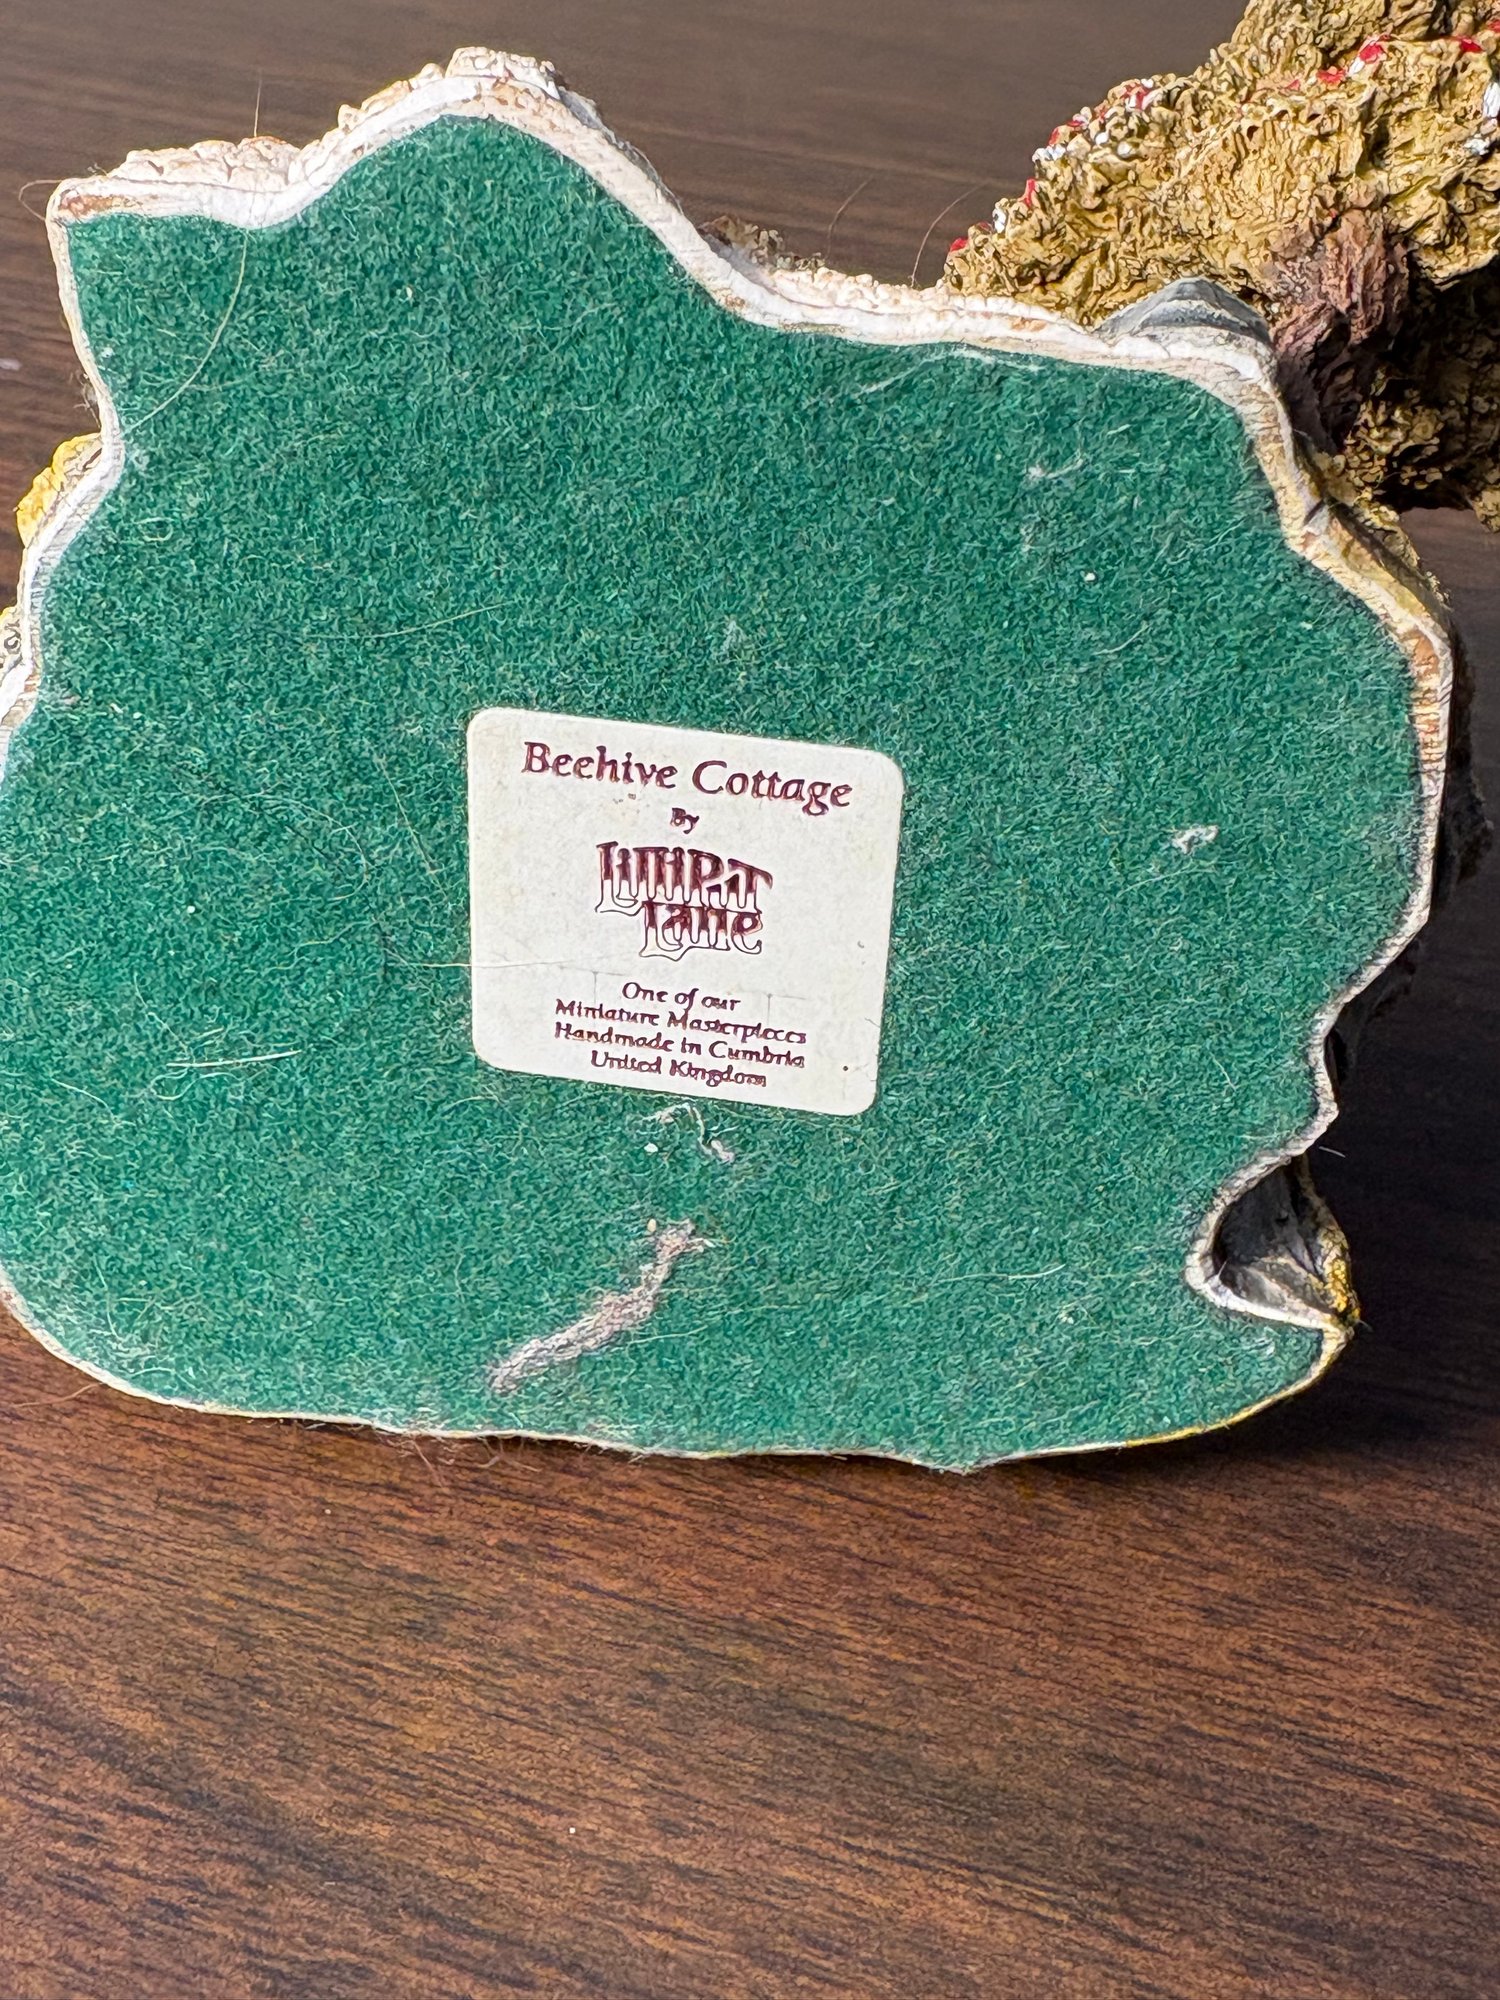 Beehive Cottage
By
LilliPuT
Lane
One of our
Miniature Masterpieces
Handmade in Cumbria
United Kingdom